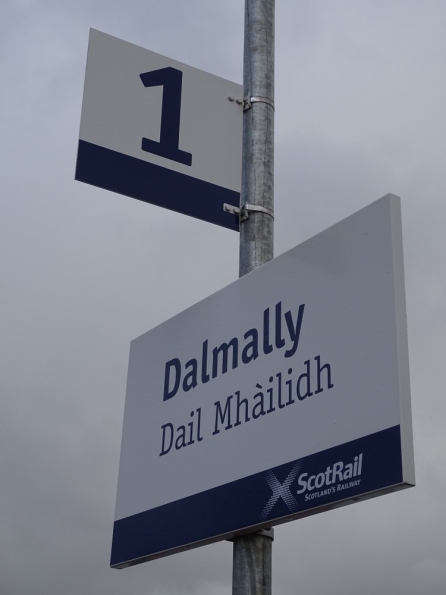 1
Dalmally
Dail Mhàilidh
ScotRail
Scotland's Railway